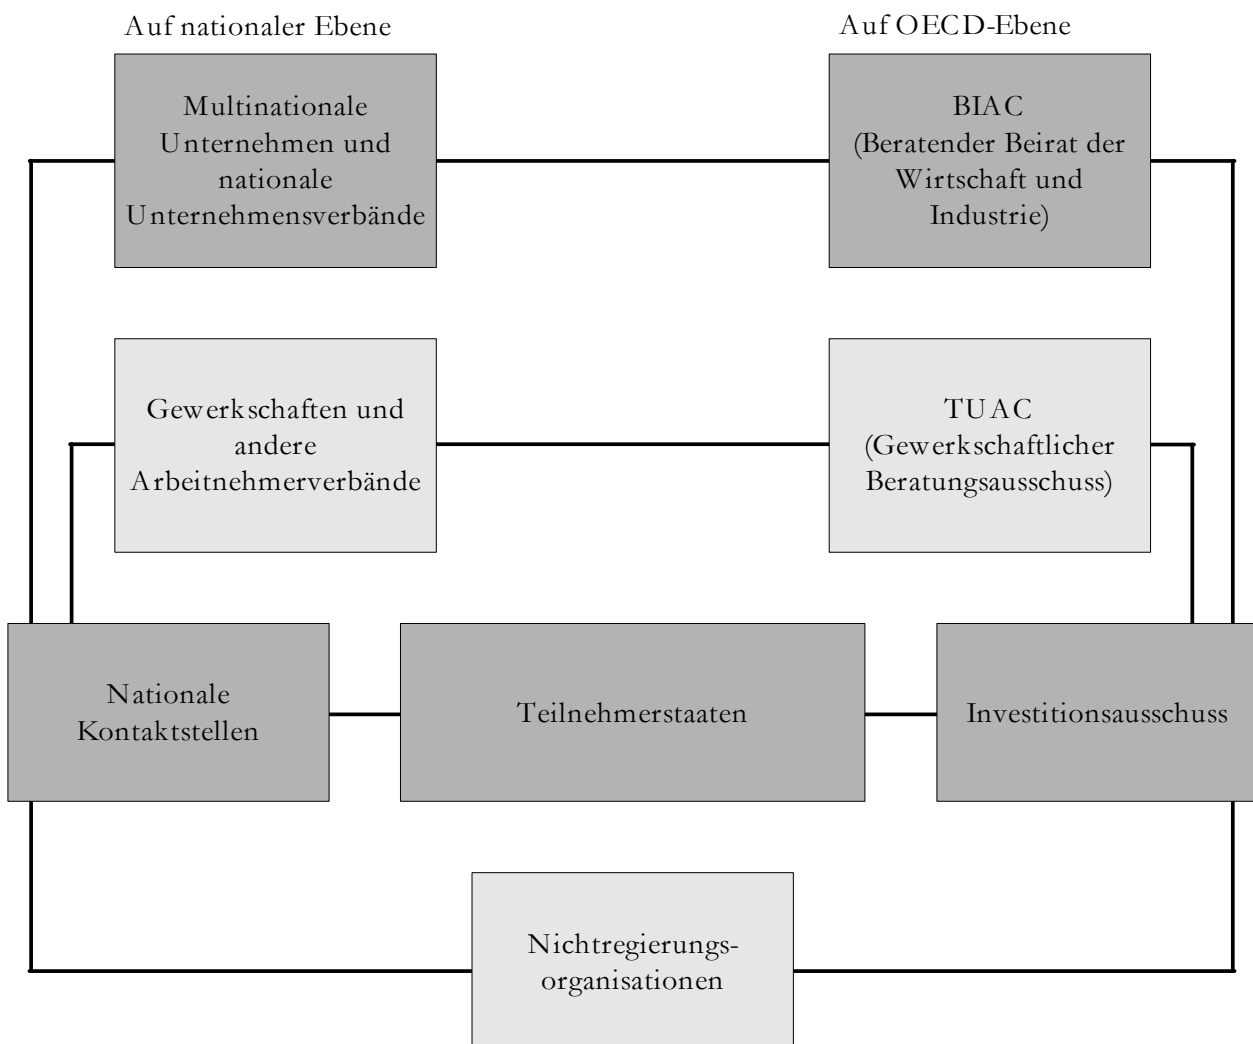 Auf nationaler Ebene
Auf OECD-Ebene
Multinationale
Unternehmen und
nationale
Unternehmensverbände
BIAC
(Beratender Beirat der
Wirtschaft und
Industrie)
Gewerkschaften und
andere
Arbeitnehmerverbände
TUAC
(Gewerkschaftlicher
Beratungsausschuss)
Nationale
Kontaktstellen
Teilnehmerstaaten
Investitionsausschuss
Nichtregierungs-
organisationen